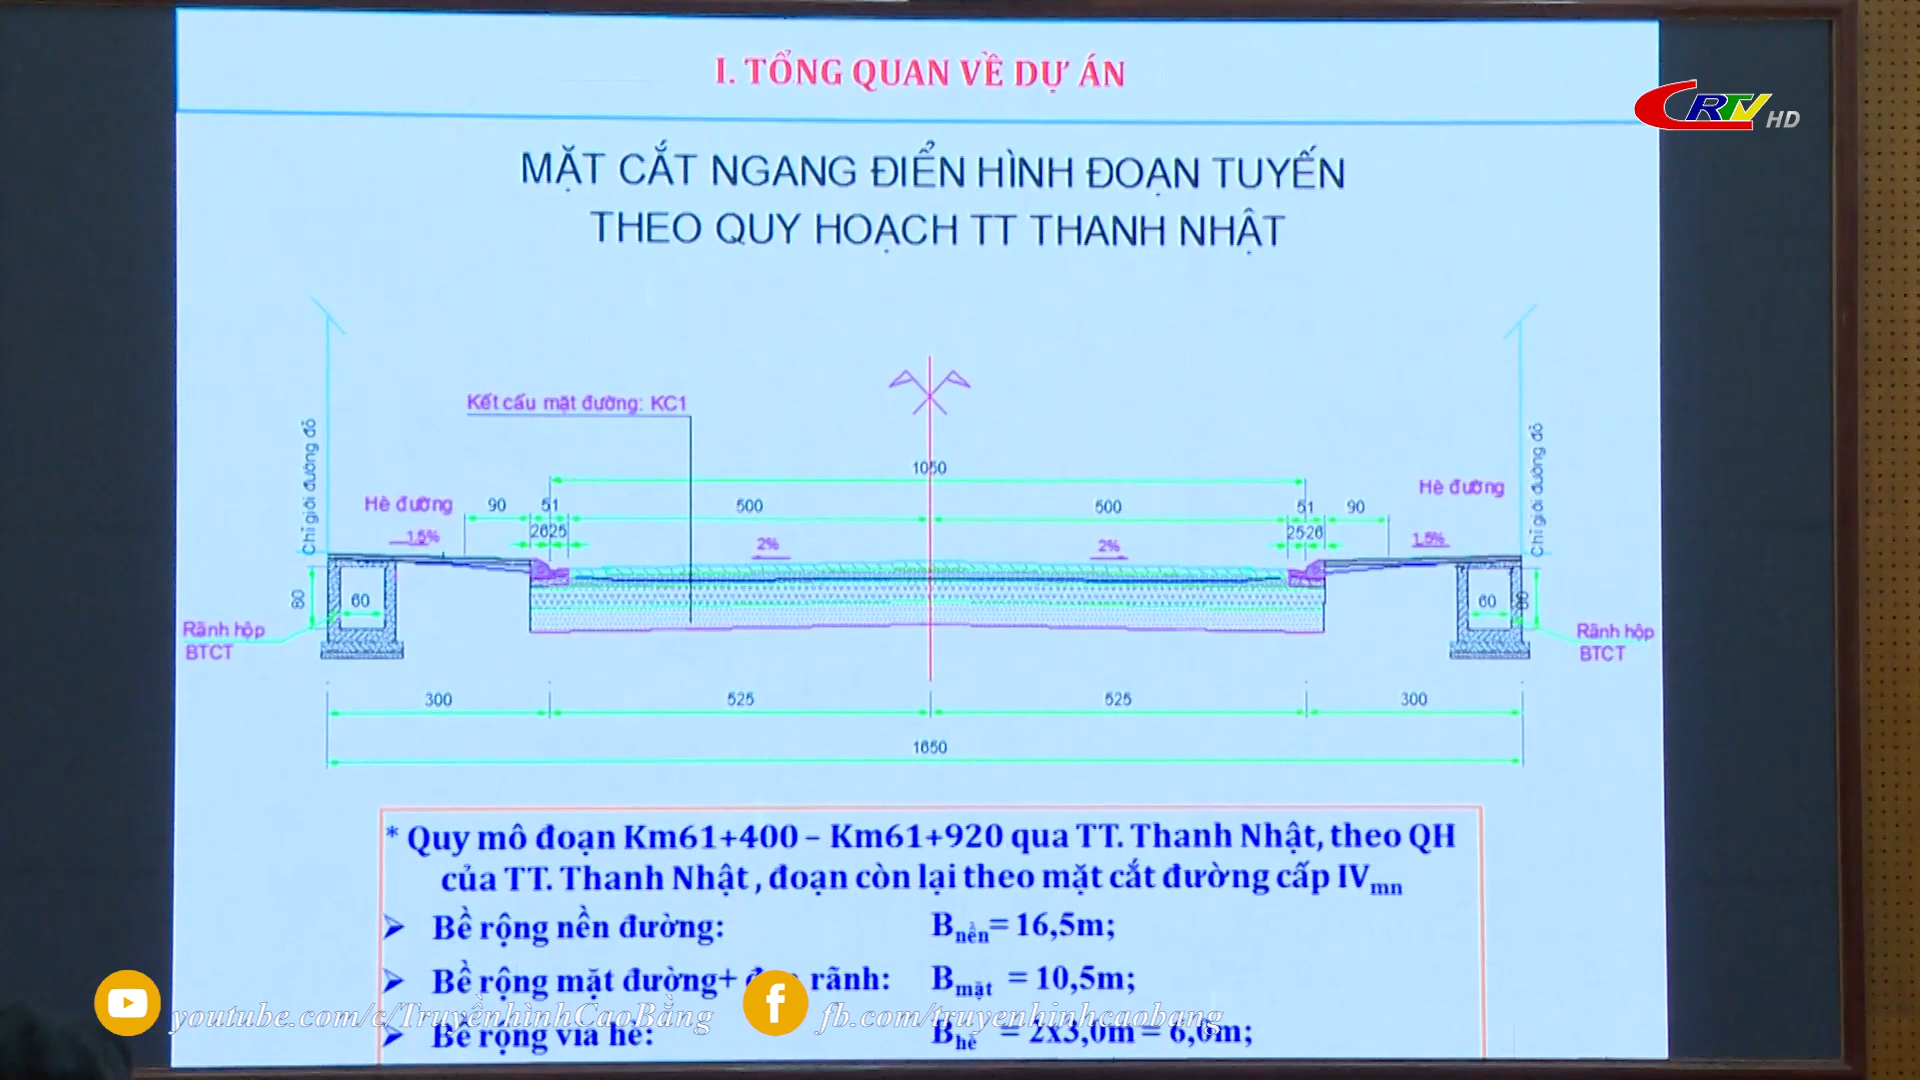 I. TỔNG QUAN VỀ DỰ ÁN
CRTV HD
MẶT CẮT NGANG ĐIỂN HÌNH ĐOẠN TUYẾN
THEO QUY HOẠCH TT THANH NHẬT
Kết cấu mặt đường: KC1
Chỉ giới đường đỏ
Chỉ giới đường đỏ
1050
Hè đường 90 51 500 500 51 90 Hè đường
2625 2526
1.5% 2% 2% 1.5%
80 60 60 80
Rãnh hộp
BTCT
Rãnh hộp
BTCT
300 525 525 300
1650
* Quy mô đoạn Km61+400 – Km61+920 qua TT. Thanh Nhật, theo QH
của TT. Thanh Nhật , đoạn còn lại theo mặt cắt đường cấp IVmn
➢ Bề rộng nền đường: Bnền= 16,5m;
➢ Bề rộng mặt đường+ rãnh: Bmặt = 10,5m;
youtube.com/c/TruyềnhìnhCaoBằng fb.com/truyenhinhcaobang
➢ Bề rộng vỉa hè: Bhè = 2x3,0m = 6,0m;